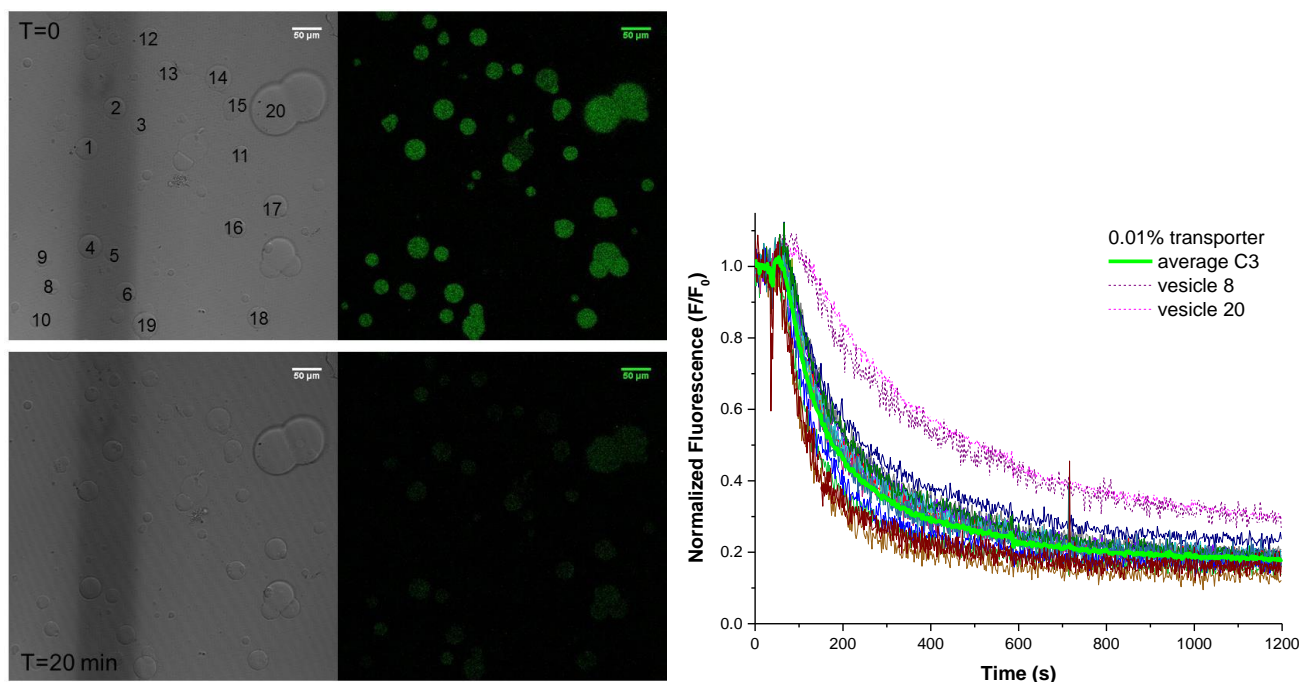 T=0
50 µm
50 µm
12
13
14
2
15
20
3
1
11
17
16
4
9
5
8
6
10
19
18
50 µm
50 µm
T=20 min
0.01% transporter
average C3
vesicle 8
vesicle 20
Normalized Fluorescence (F/F₀)
1.0
0.8
0.6
0.4
0.2
0.0
0
200
400
600
800
1000
1200
Time (s)